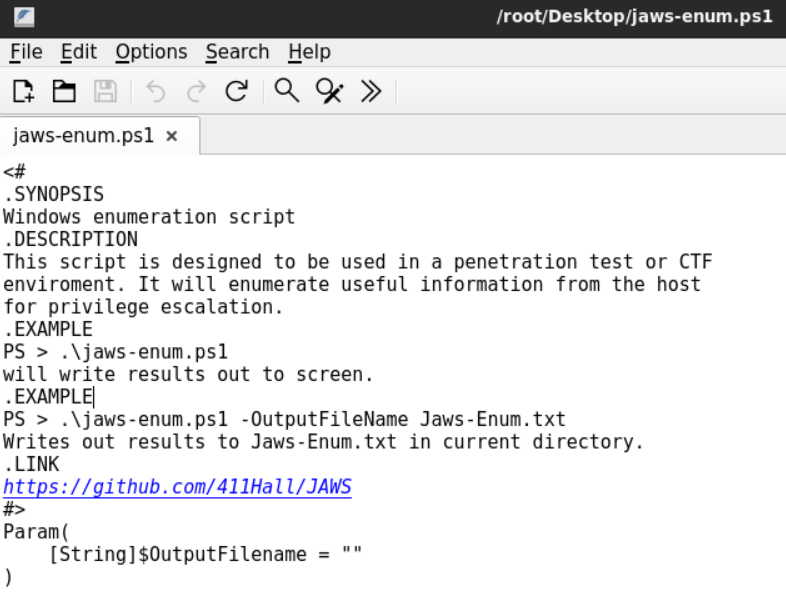 /root/Desktop/jaws-enum.ps1
File Edit Options Search Help
jaws-enum.ps1 ×
<#
.SYNOPSIS
Windows enumeration script
.DESCRIPTION
This script is designed to be used in a penetration test or CTF
enviroment. It will enumerate useful information from the host
for privilege escalation.
.EXAMPLE
PS > .\jaws-enum.ps1
will write results out to screen.
.EXAMPLE
PS > .\jaws-enum.ps1 -OutputFileName Jaws-Enum.txt
Writes out results to Jaws-Enum.txt in current directory.
.LINK
https://github.com/411Hall/JAWS
#>
Param(
    [String]$OutputFilename = ""
)